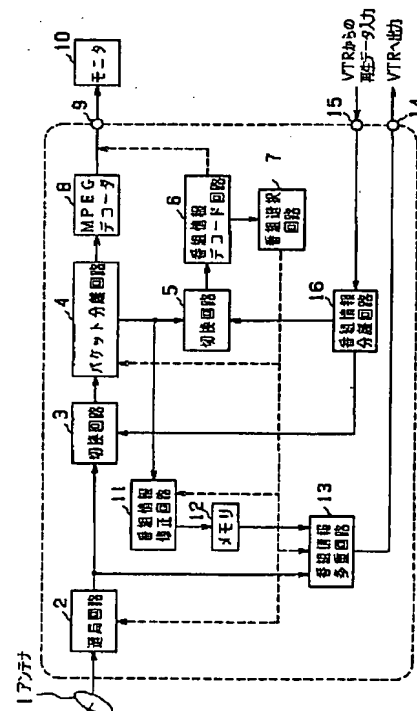 10
モニタ
9
8
MPEG
デコーダ
4
パケット分離回路
3
切換回路
2
選局回路
1 アンテナ
6
番組情報
デコード回路
7
番組選択
回路
5
切換回路
11
番組情報
修正回路
12
メモリ
13
番組情報
多重回路
16
番組情報
分離回路
15
VTRからの
再生データ入力
14
VTRへ出力